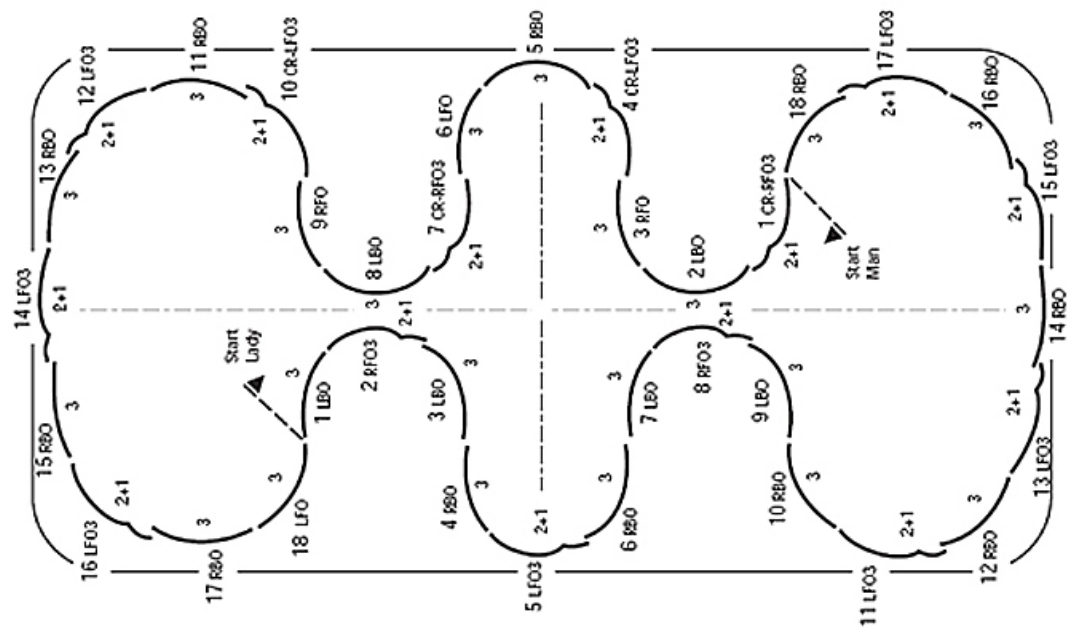 14 LFO3
15 RBO
13 RBO
2+1
3
3
16 LFO3
12 LFO3
2+1
2+1
17 RBO
3
3
11 RBO
Start
Lady
2+1
3
3
3
10 CR-LFO3
18 LFO
1 LBO
9 RFO
2 RFO3
3
8 LBO
2+1
3 LBO
7 CR-RFO3
6 LFO
4 RBO
3
2+1
3
3
5 LFO3
2+1
3
5 RBO
3
3
2+1
3
6 RBO
4 CR-LFO3
7 LBO
3 RFO
8 RFO3
3
2 LBO
2+1
9 LBO
1 CR-RFO3
10 RBO
3
2+1
18 RBO
3
3
Start
Man
11 LFO3
2+1
2+1
17 LFO3
3
3
12 RBO
16 RBO
2+1
3
2+1
13 LFO3
14 RBO
15 LFO3